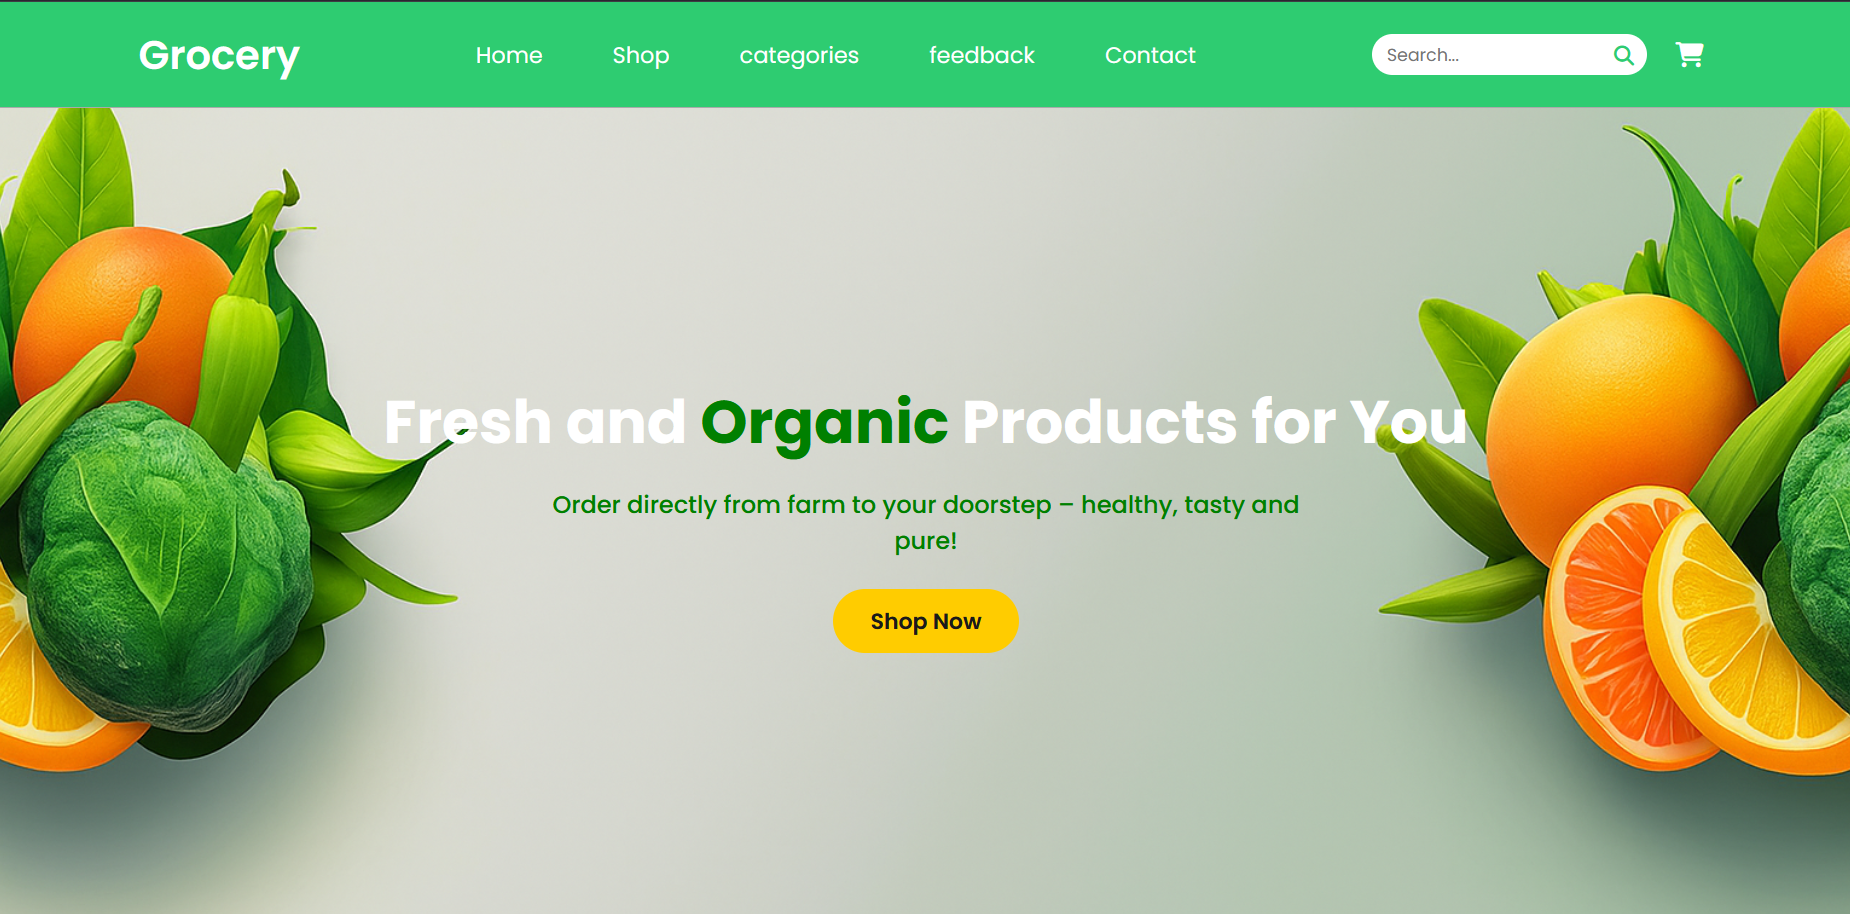 Grocery
Home
Shop
categories
feedback
Contact
Search...
Fresh and Organic Products for You
Order directly from farm to your doorstep – healthy, tasty and
pure!
Shop Now